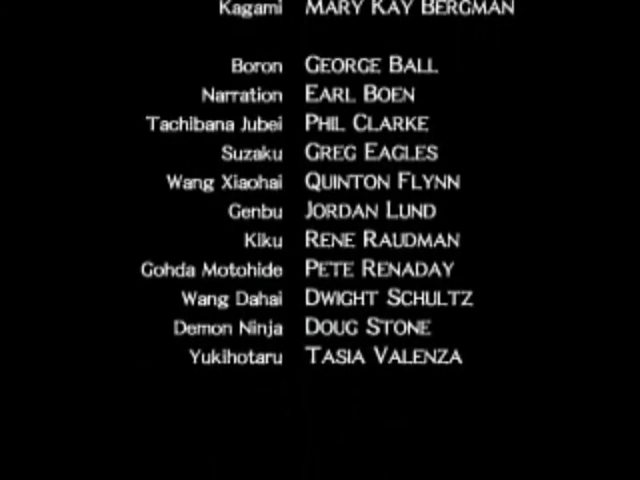 Kagami MARY KAY BERGMAN
Boron GEORGE BALL
Narration EARL BOEN
Tachibana Jubei PHIL CLARKE
Suzaku GREG EAGLES
Wang Xiaohai QUINTON FLYNN
Genbu JORDAN LUND
Kiku RENE RAUDMAN
Gohda Motohide PETE RENADAY
Wang Dahai DWIGHT SCHULTZ
Demon Ninja DOUG STONE
Yukihotaru TASIA VALENZA